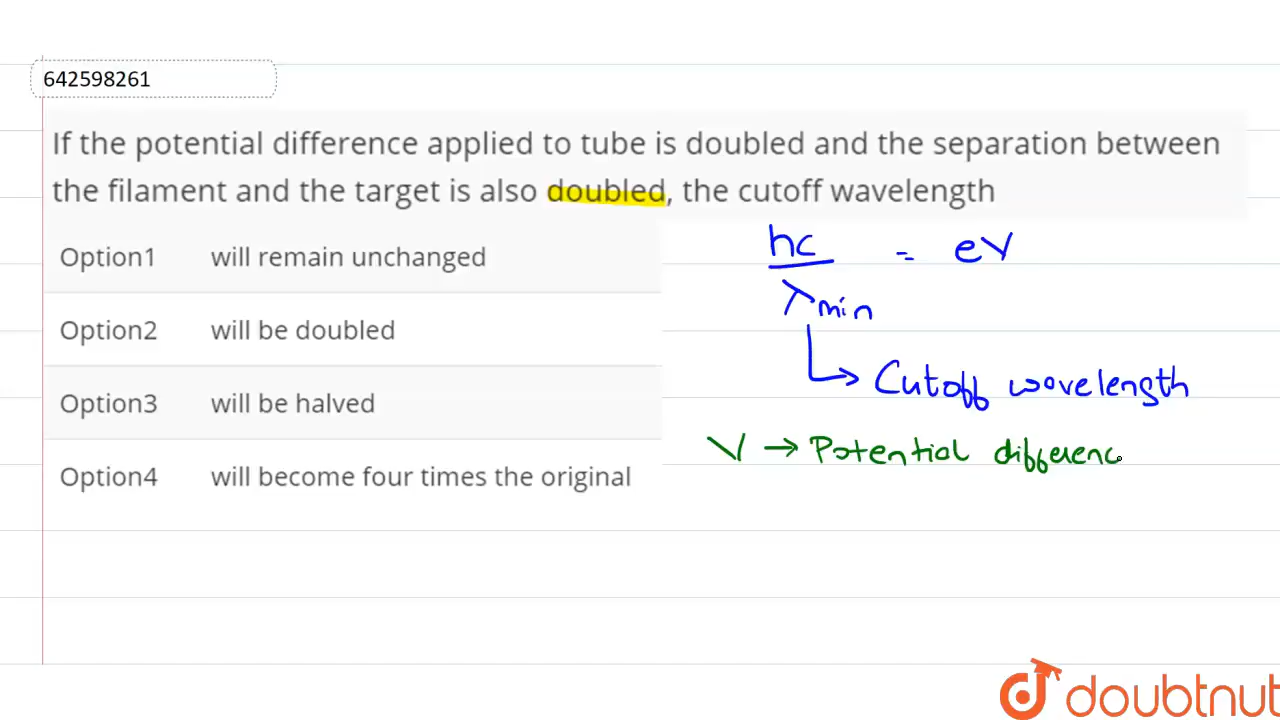 642598261
If the potential difference applied to tube is doubled and the separation between
the filament and the target is also doubled, the cutoff wavelength
Option1 will remain unchanged
Option2 will be doubled
Option3 will be halved
Option4 will become four times the original
hc = eV
λmin
Cutoff wavelength
V → Potential differenc
doubtnut